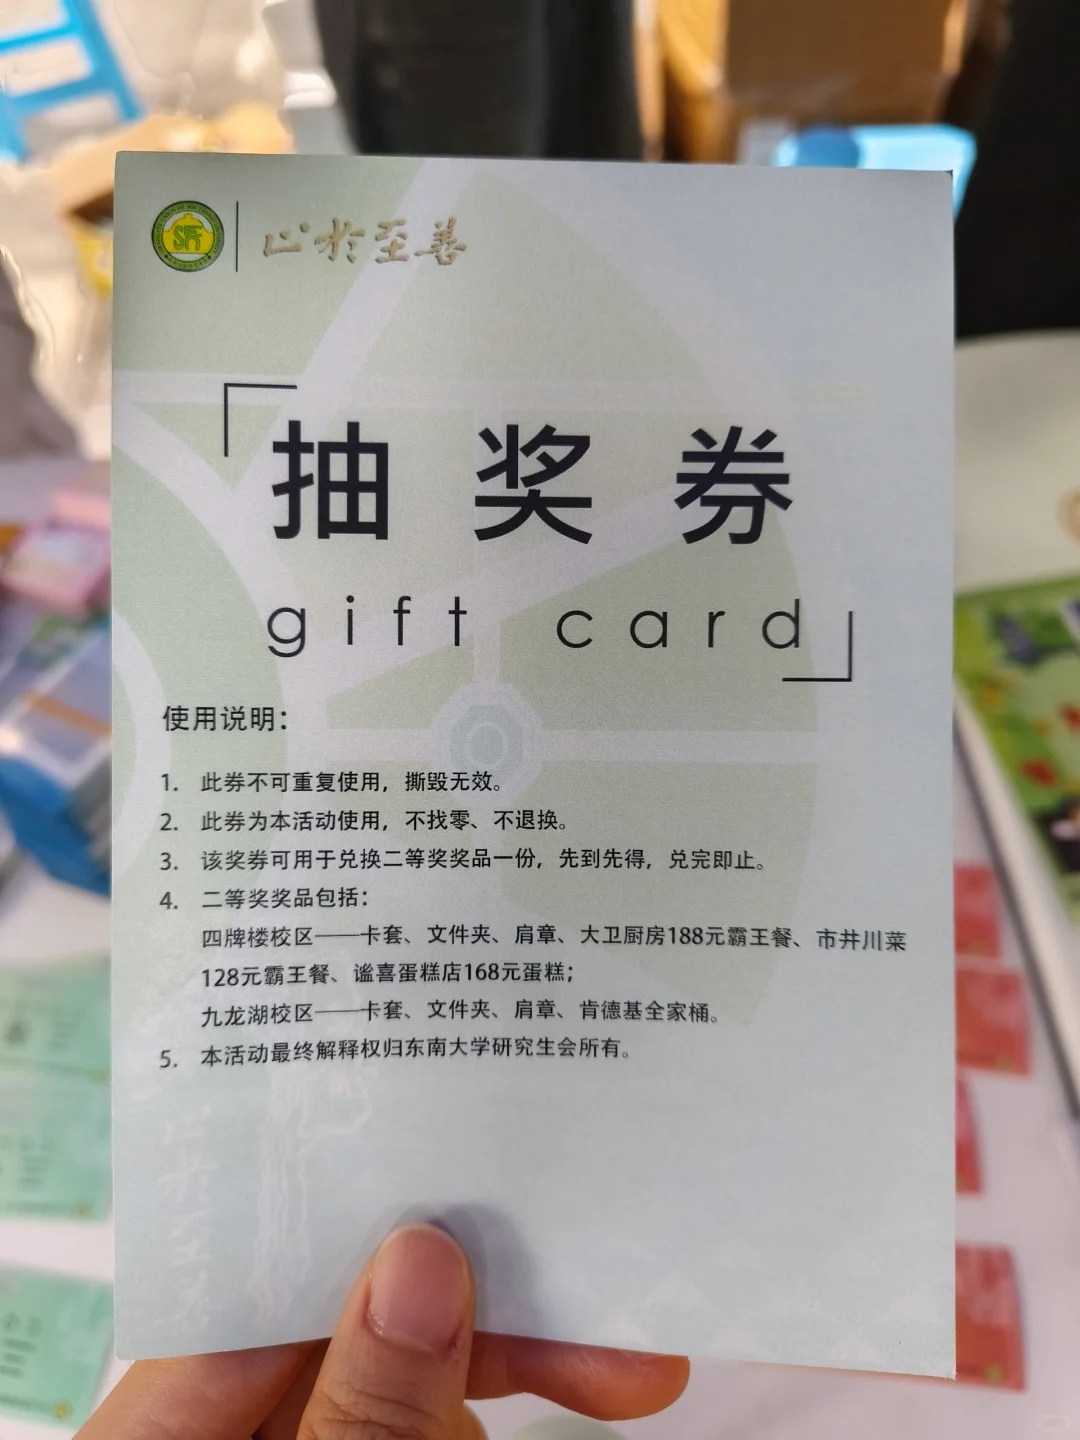 止於至善
抽奖券
gift card
使用说明：
1. 此券不可重复使用，撕毁无效。
2. 此券为本活动使用，不找零、不退换。
3. 该奖券可用于兑换二等奖奖品一份，先到先得，兑完即止。
4. 二等奖奖品包括：
四牌楼校区——卡套、文件夹、肩章、大卫厨房188元霸王餐、市井川菜
128元霸王餐、谧喜蛋糕店168元蛋糕；
九龙湖校区——卡套、文件夹、肩章、肯德基全家桶。
5. 本活动最终解释权归东南大学研究生会所有。